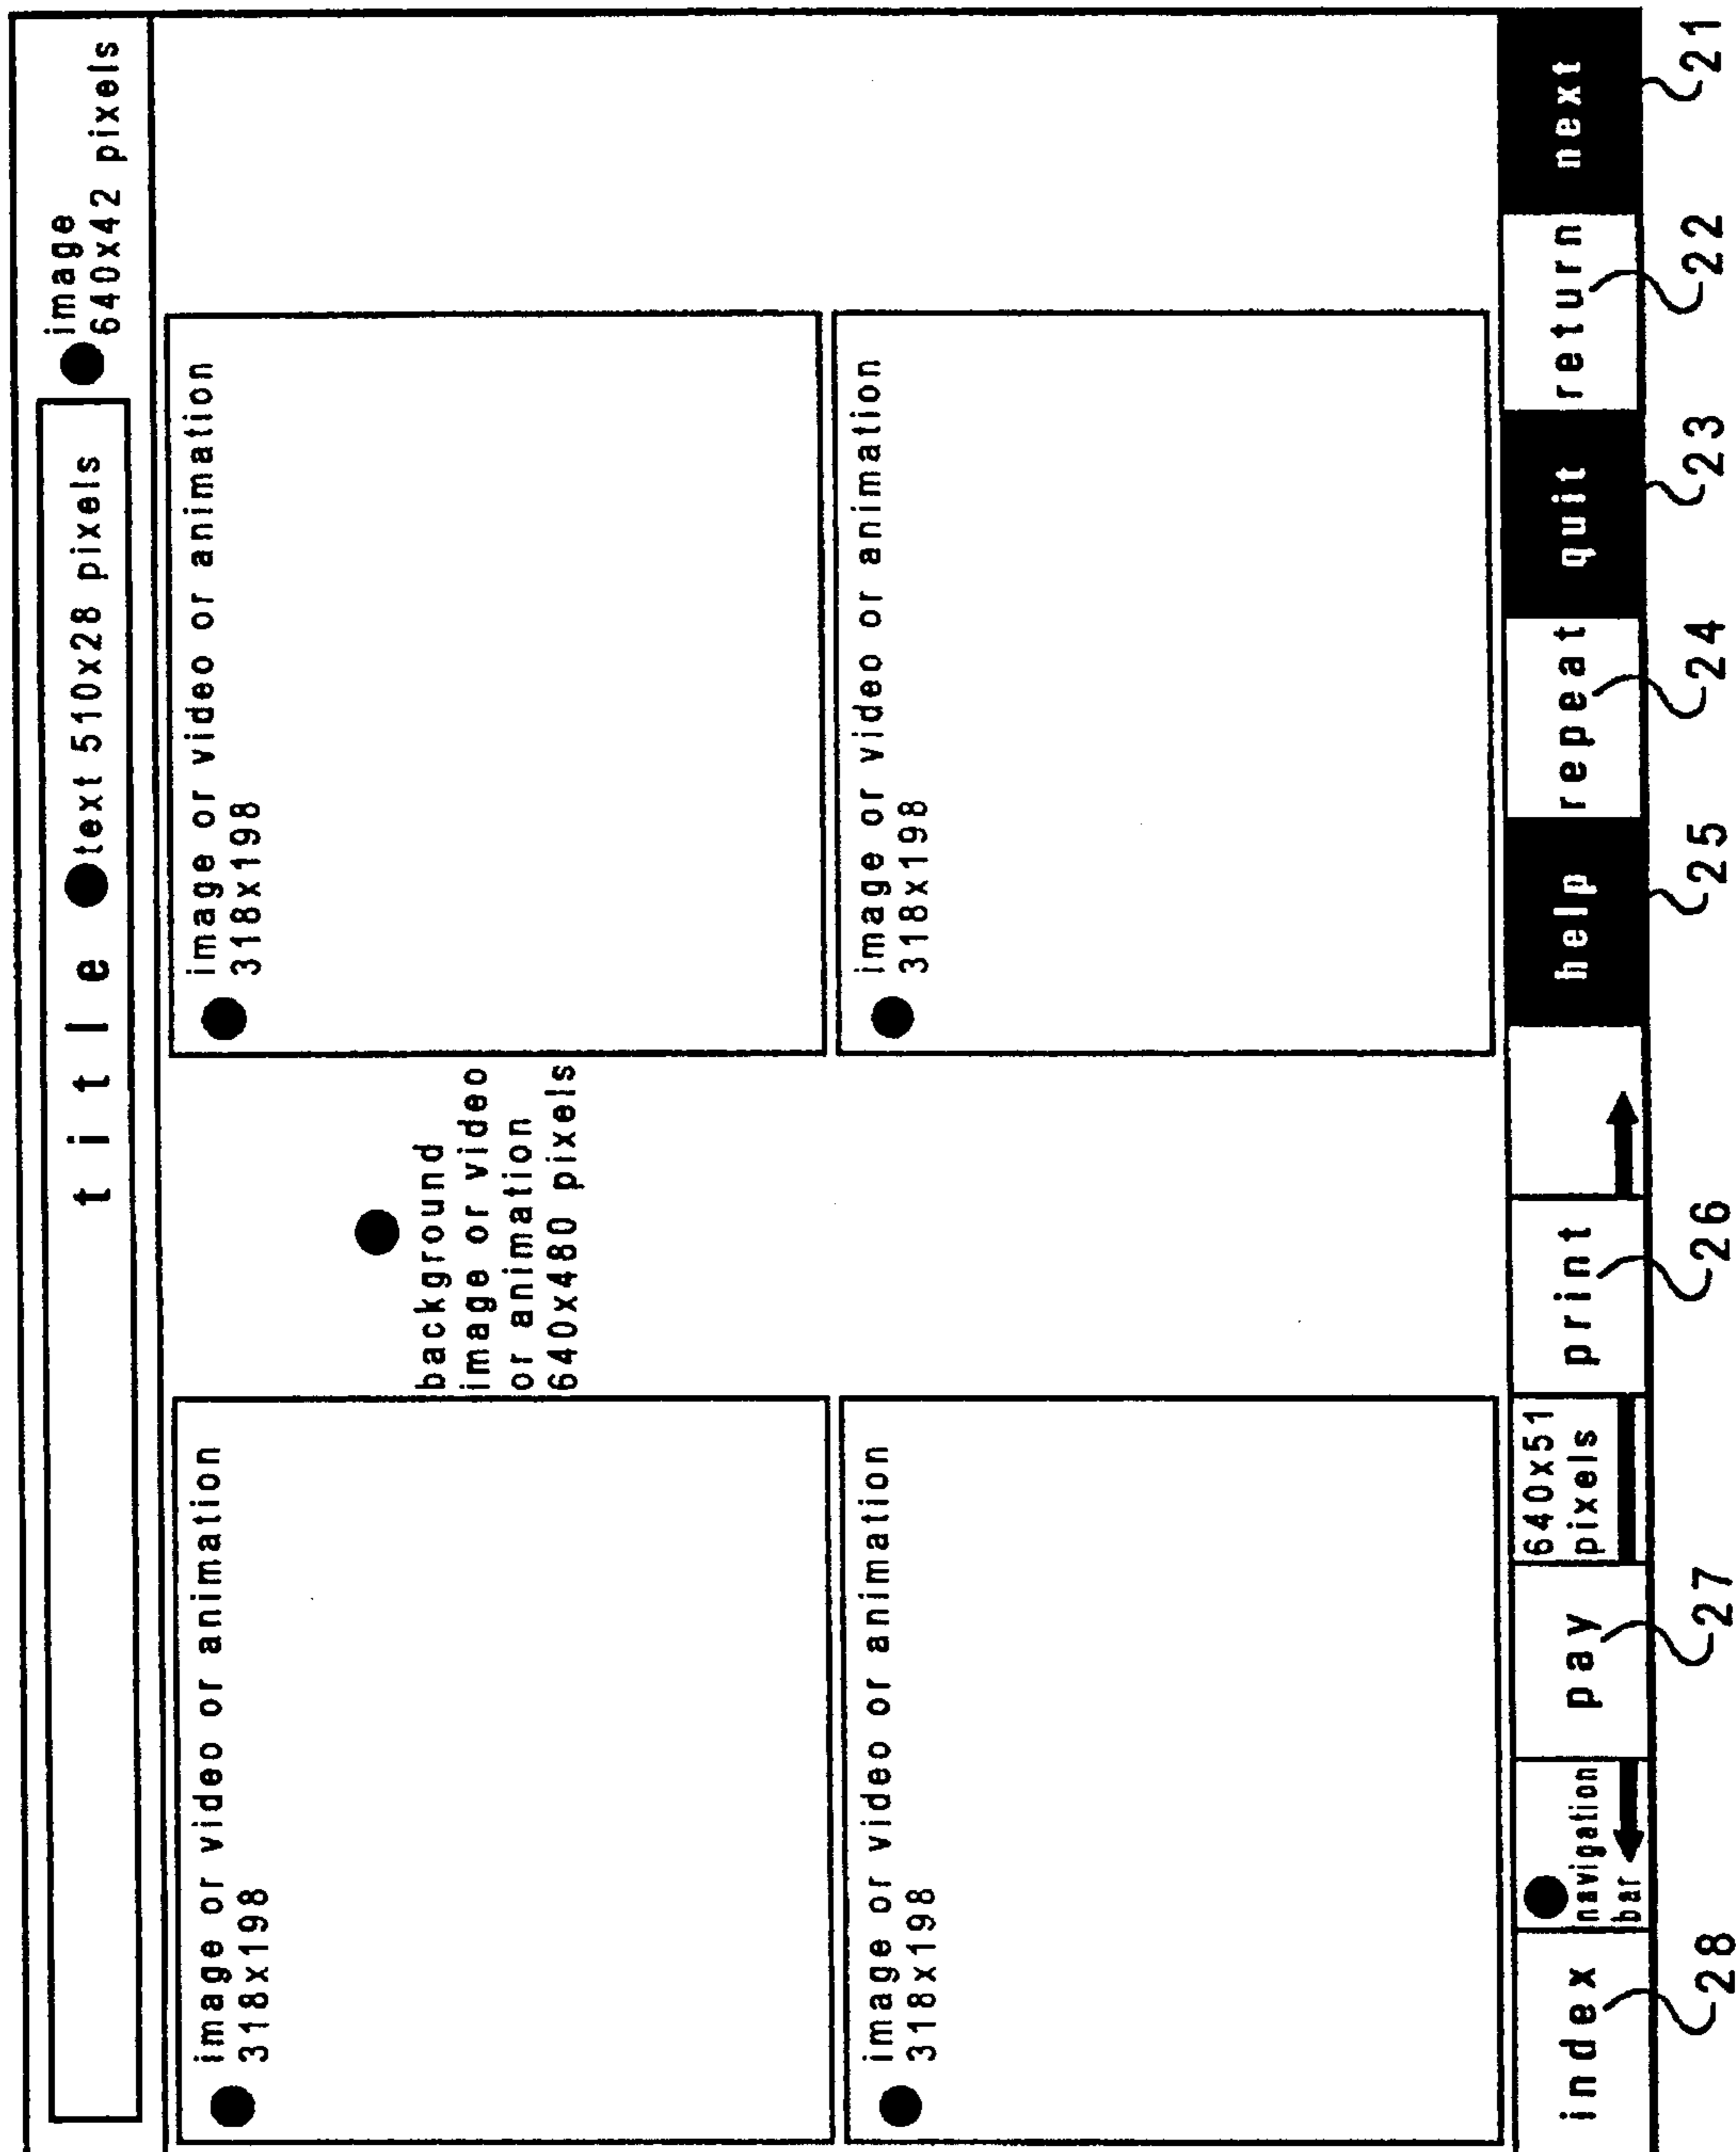 title
text 510x28 pixels
image
640x42 pixels
image or video or animation
318x198
background
image or video
or animation
640x480 pixels
image or video or animation
318x198
image or video or animation
318x198
image or video or animation
318x198
index
navigation
bar
pay
640x51
pixels
print
help
repeat
quit
return
next
28
27
26
25
24
23
22
21